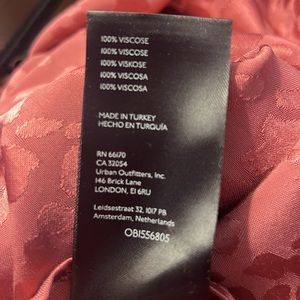 100% VISCOSE
100% VISCOSE
100% VISKOSE
100% VISCOSA
100% VISCOSA
MADE IN TURKEY
HECHO EN TURQUÍA
RN 66170
CA 32054
Urban Outfitters, Inc.
146 Brick Lane
LONDON, E1 6RU
Leidsestraat 32, 1017 PB
Amsterdam, Netherlands
OB1556805